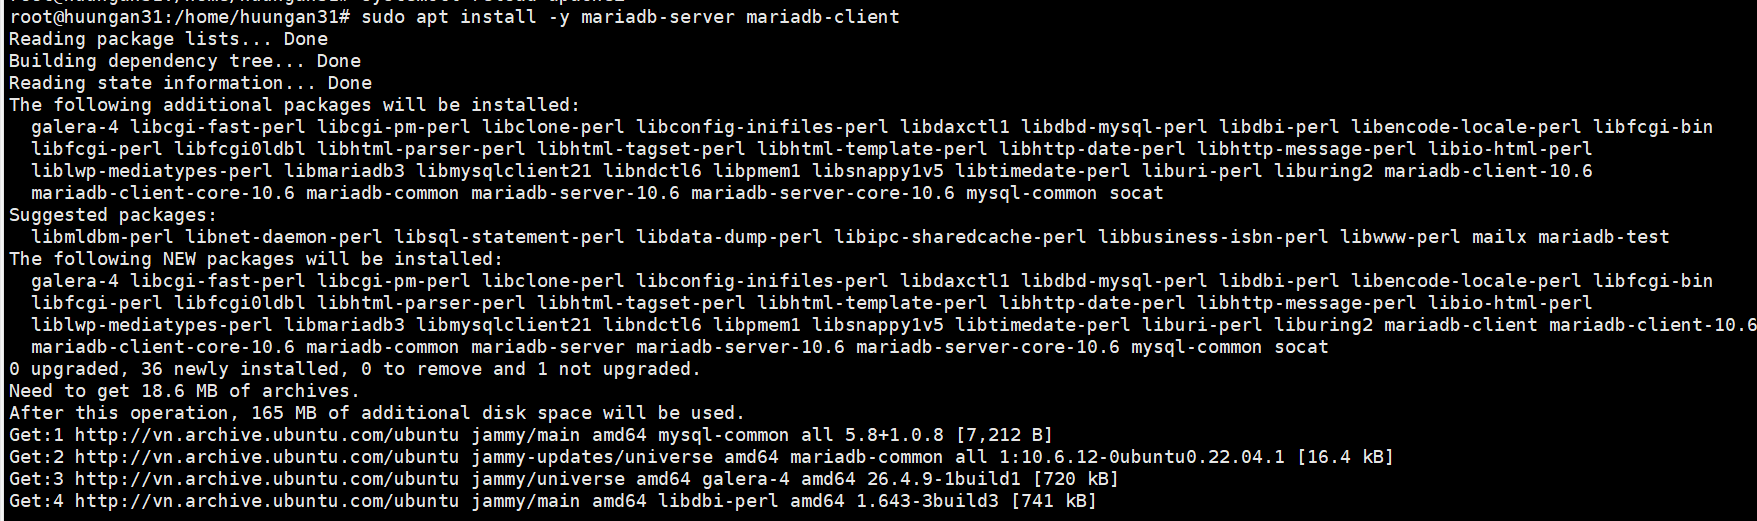 root@huungan31:/home/huungan31# sudo apt install -y mariadb-server mariadb-client
Reading package lists... Done
Building dependency tree... Done
Reading state information... Done
The following additional packages will be installed:
  galera-4 libcgi-fast-perl libcgi-pm-perl libclone-perl libconfig-inifiles-perl libdaxctl1 libdbd-mysql-perl libdbi-perl libencode-locale-perl libfcgi-bin
  libfcgi-perl libfcgi0ldbl libhtml-parser-perl libhtml-tagset-perl libhtml-template-perl libhttp-date-perl libhttp-message-perl libio-html-perl
  liblwp-mediatypes-perl libmariadb3 libmysqlclient21 libndctl6 libpmem1 libsnappy1v5 libtimedate-perl liburi-perl liburing2 mariadb-client-10.6
  mariadb-client-core-10.6 mariadb-common mariadb-server-10.6 mariadb-server-core-10.6 mysql-common socat
Suggested packages:
  libmldbm-perl libnet-daemon-perl libsql-statement-perl libdata-dump-perl libipc-sharedcache-perl libbusiness-isbn-perl libwww-perl mailx mariadb-test
The following NEW packages will be installed:
  galera-4 libcgi-fast-perl libcgi-pm-perl libclone-perl libconfig-inifiles-perl libdaxctl1 libdbd-mysql-perl libdbi-perl libencode-locale-perl libfcgi-bin
  libfcgi-perl libfcgi0ldbl libhtml-parser-perl libhtml-tagset-perl libhtml-template-perl libhttp-date-perl libhttp-message-perl libio-html-perl
  liblwp-mediatypes-perl libmariadb3 libmysqlclient21 libndctl6 libpmem1 libsnappy1v5 libtimedate-perl liburi-perl liburing2 mariadb-client mariadb-client-10.6
  mariadb-client-core-10.6 mariadb-common mariadb-server mariadb-server-10.6 mariadb-server-core-10.6 mysql-common socat
0 upgraded, 36 newly installed, 0 to remove and 1 not upgraded.
Need to get 18.6 MB of archives.
After this operation, 165 MB of additional disk space will be used.
Get:1 http://vn.archive.ubuntu.com/ubuntu jammy/main amd64 mysql-common all 5.8+1.0.8 [7,212 B]
Get:2 http://vn.archive.ubuntu.com/ubuntu jammy-updates/universe amd64 mariadb-common all 1:10.6.12-0ubuntu0.22.04.1 [16.4 kB]
Get:3 http://vn.archive.ubuntu.com/ubuntu jammy/universe amd64 galera-4 amd64 26.4.9-1build1 [720 kB]
Get:4 http://vn.archive.ubuntu.com/ubuntu jammy/main amd64 libdbi-perl amd64 1.643-3build3 [741 kB]